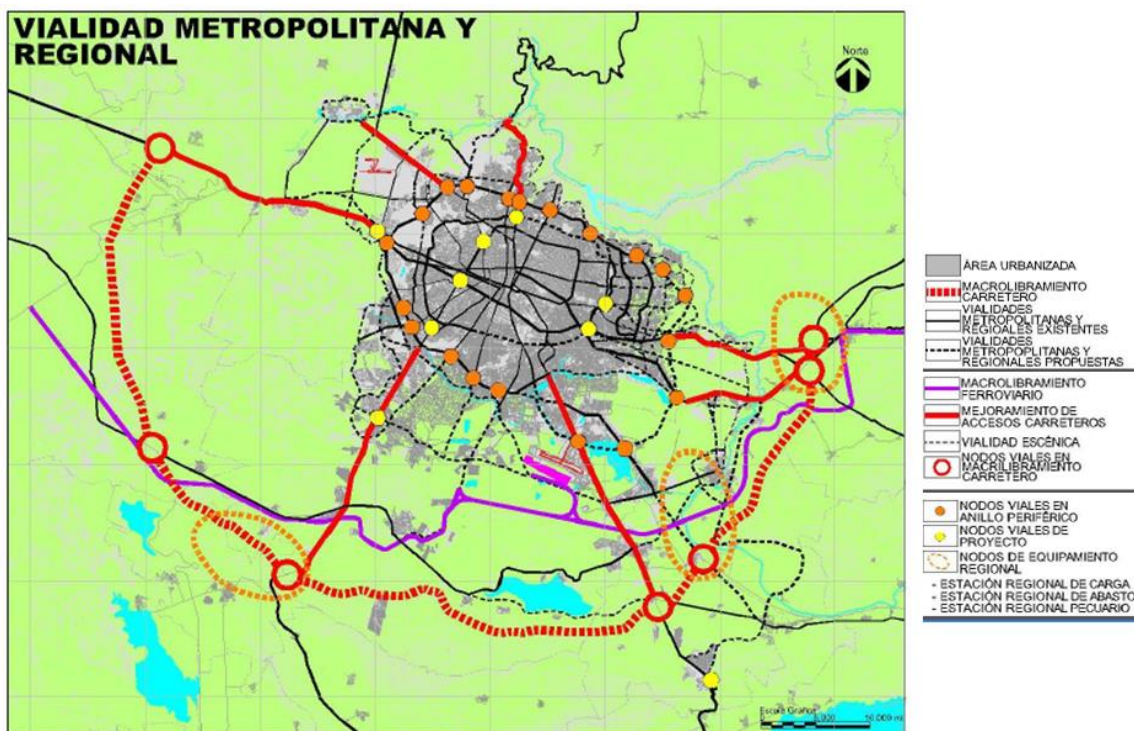 VIALIDAD METROPOLITANA Y
REGIONAL
Norte
ÁREA URBANIZADA
MACROLIBRAMIENTO
CARRETERO
VIALIDADES
METROPOLITANAS Y
REGIOALES EXISTENTES
VIALIDADES
METROPOPLITANAS Y
REGIONALES PROPUESTAS
MACROLIBRAMIENTO
FERROVIARIO
MEJORAMIENTO DE
ACCESOS CARRETEROS
VIALIDAD ESCÉNICA
NODOS VIALES EN
MACRILIBRAMIENTO
CARRETERO
NODOS VIALES EN
ANILLO PERIFÉRICO
NODOS VIALES DE
PROYECTO
NODOS DE EQUIPAMIENTO
REGIONAL
- ESTACIÓN REGIONAL DE CARGA
- ESTACIÓN REGIONAL DE ABASTO
- ESTACIÓN REGIONAL PECUARIO
Escala Gráfica